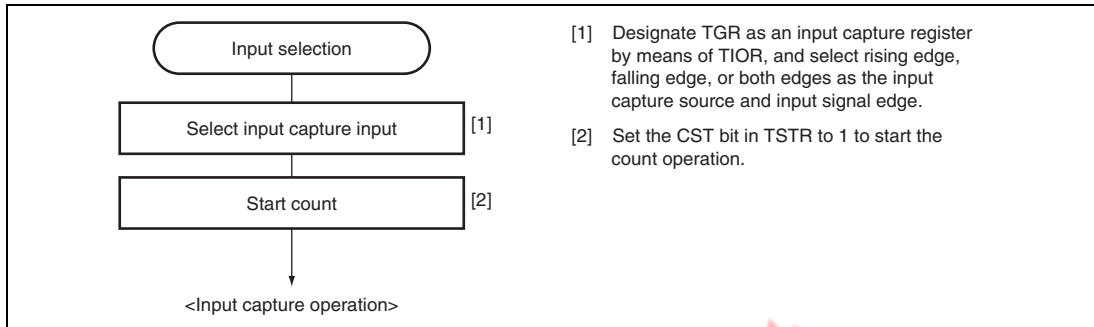 Input selection
Select input capture input
[1]
Start count
[2]
<Input capture operation>
[1] Designate TGR as an input capture register
by means of TIOR, and select rising edge,
falling edge, or both edges as the input
capture source and input signal edge.
[2] Set the CST bit in TSTR to 1 to start the
count operation.